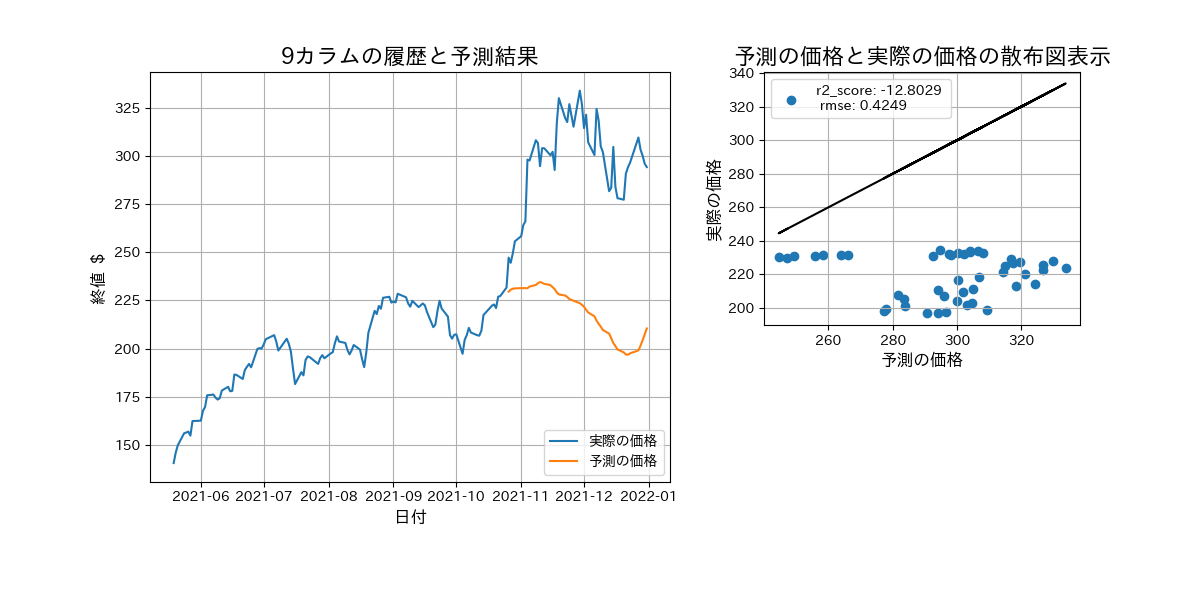 9カラムの履歴と予測結果
終値 $
325
300
275
250
225
200
175
150
2021-06 2021-07 2021-08 2021-09 2021-10 2021-11 2021-12 2022-01
日付
実際の価格
予測の価格
予測の価格と実際の価格の散布図表示
実際の価格
340
320
300
280
260
240
220
200
r2_score: -12.8029
rmse: 0.4249
260 280 300 320
予測の価格